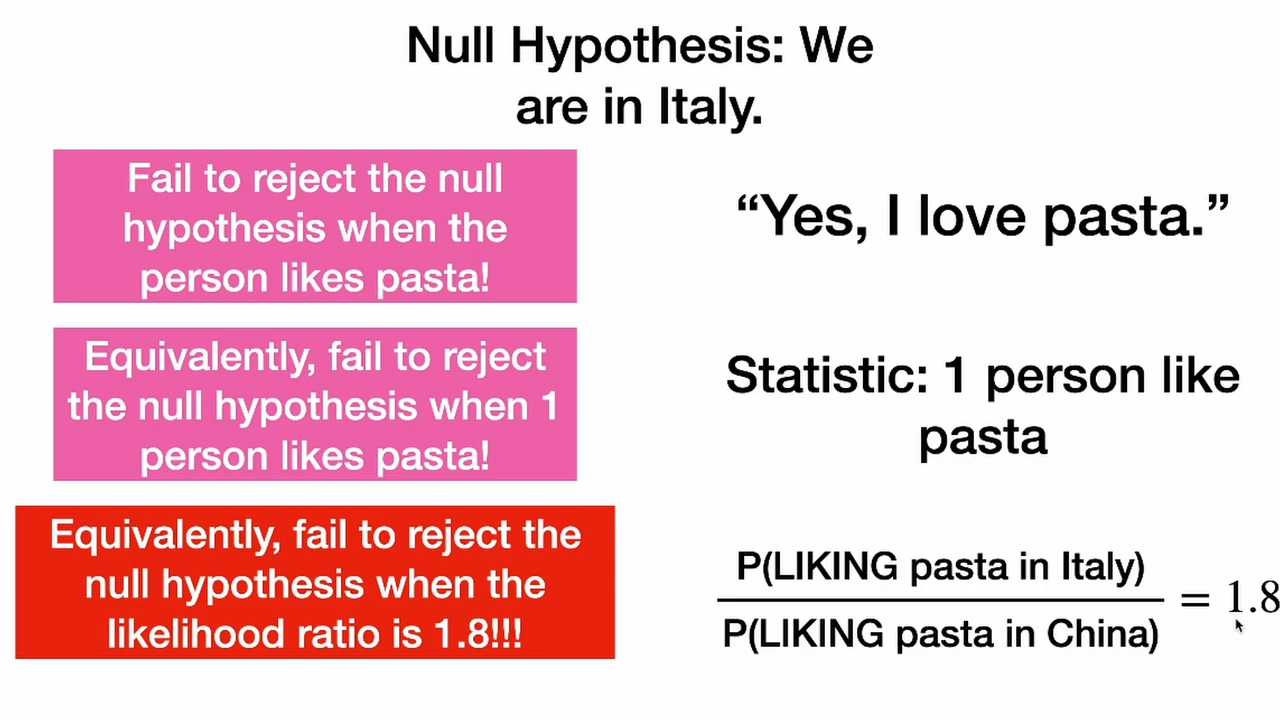 Null Hypothesis: We
are in Italy.
Fail to reject the null
hypothesis when the
person likes pasta!
“Yes, I love pasta.”
Equivalently, fail to reject
the null hypothesis when 1
person likes pasta!
Statistic: 1 person like
pasta
Equivalently, fail to reject the
null hypothesis when the
likelihood ratio is 1.8!!!
P(LIKING pasta in Italy)
P(LIKING pasta in China)
= 1.8